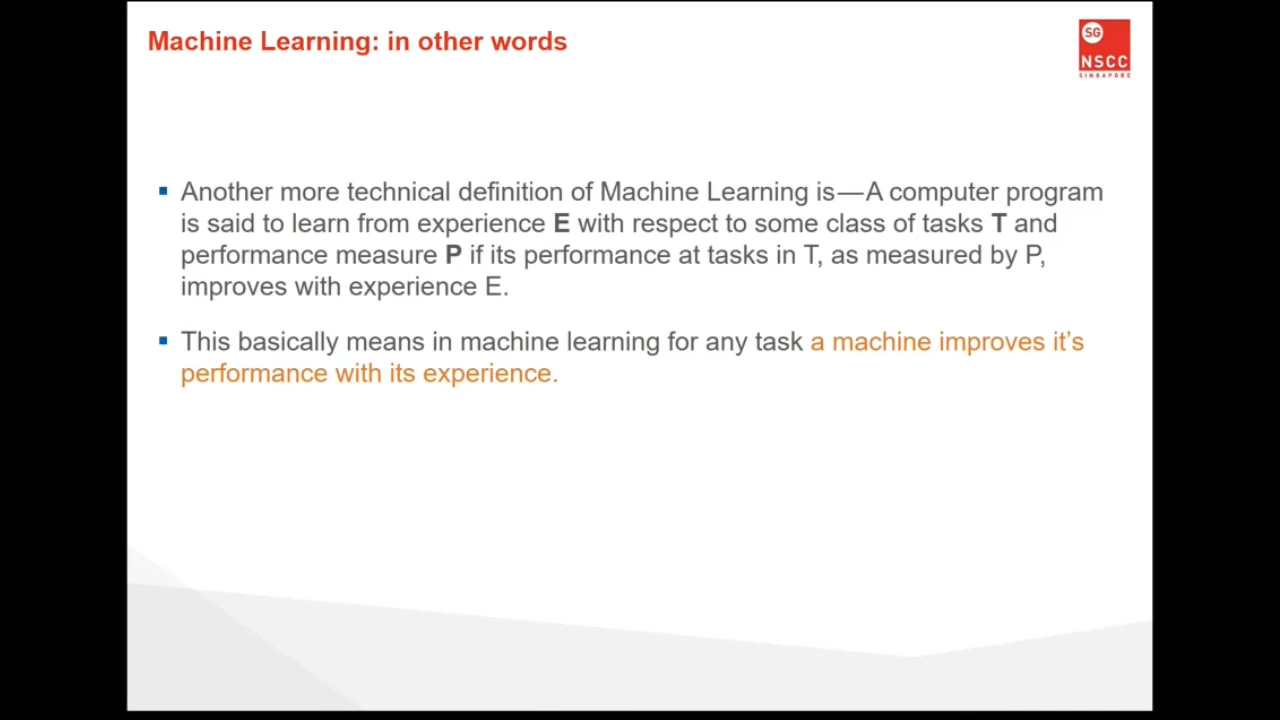 Machine Learning: in other words
SG
NSCC
SINGAPORE
Another more technical definition of Machine Learning is — A computer program
is said to learn from experience E with respect to some class of tasks T and
performance measure P if its performance at tasks in T, as measured by P,
improves with experience E.
This basically means in machine learning for any task a machine improves it’s
performance with its experience.